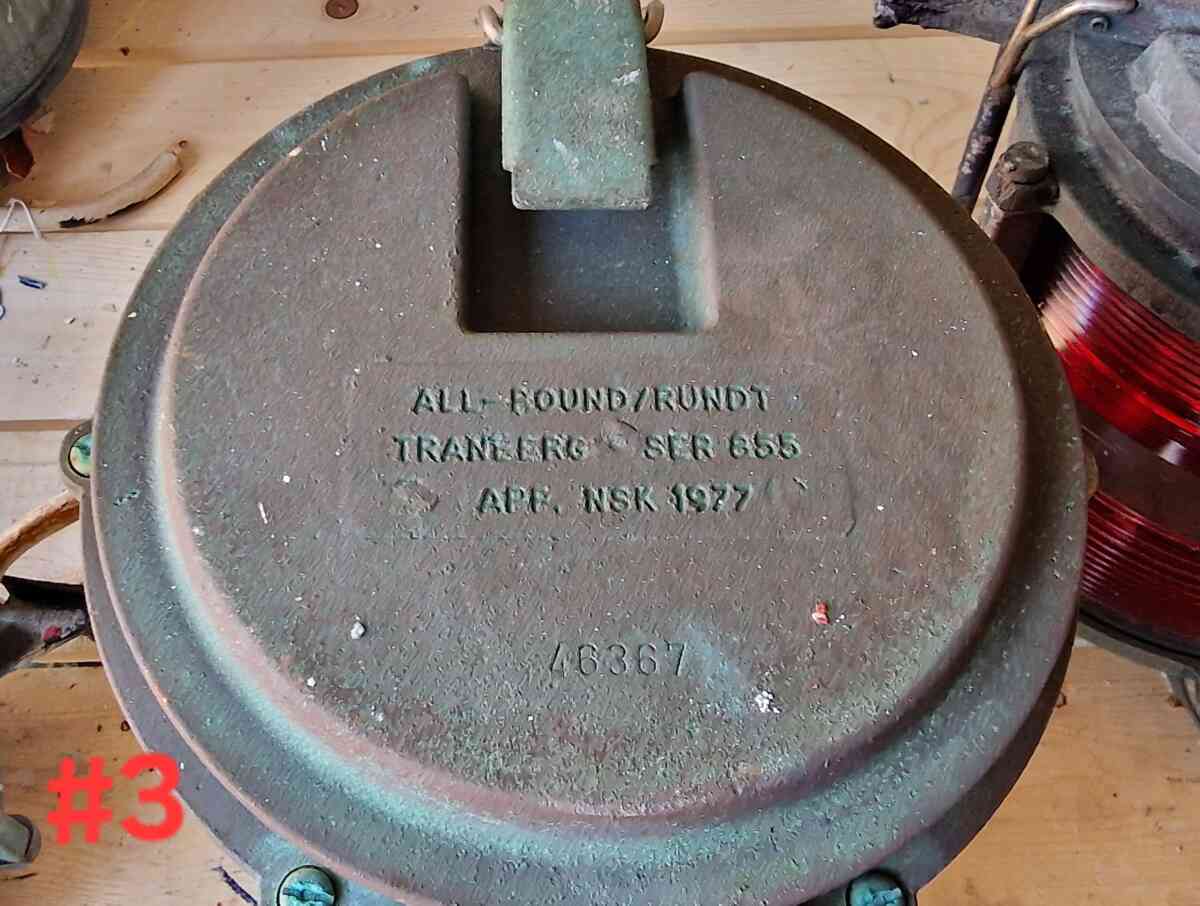 ALL-ROUND/RUNDT
TRANBERG SER 655
APP. NSK 1977
46367
#3